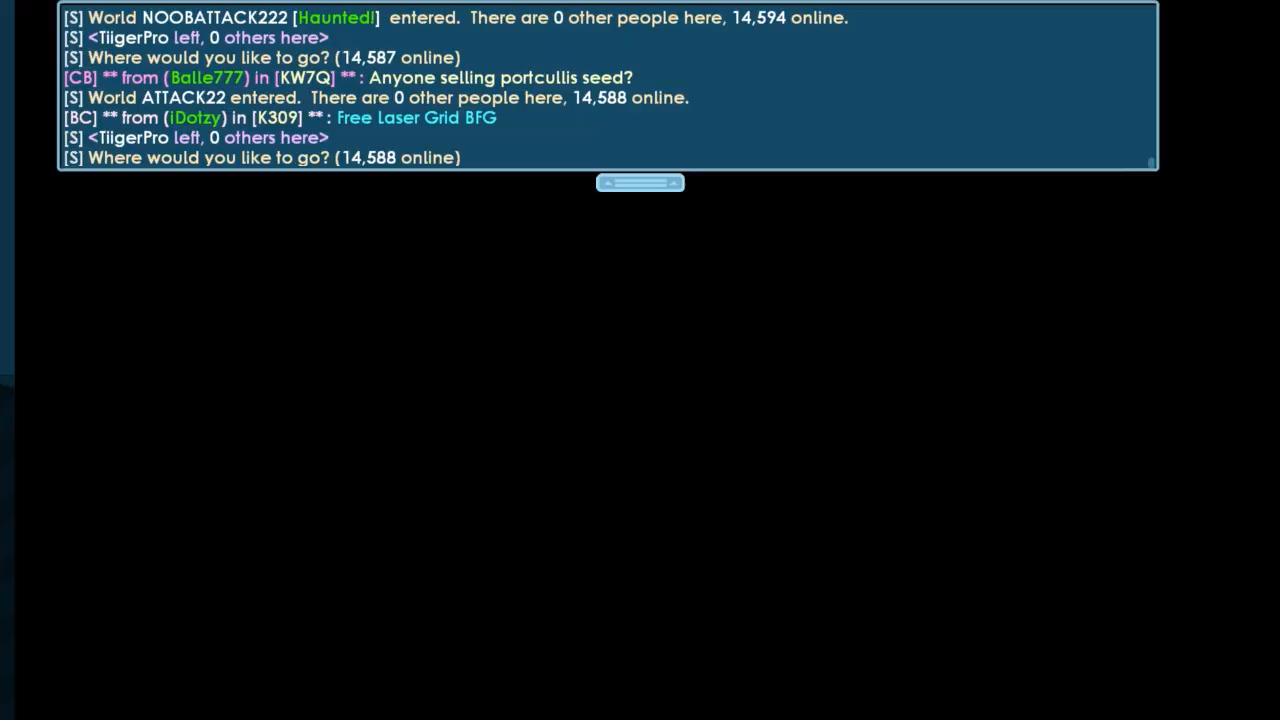 [S] World NOOBATTACK222 [Haunted!] entered. There are 0 other people here, 14,594 online.
[S] <TiigerPro left, 0 others here>
[S] Where would you like to go? (14,587 online)
[CB] ** from (Balle777) in [KW7Q] ** : Anyone selling portcullis seed?
[S] World ATTACK22 entered. There are 0 other people here, 14,588 online.
[BC] ** from (iDotzy) in [K309] ** : Free Laser Grid BFG
[S] <TiigerPro left, 0 others here>
[S] Where would you like to go? (14,588 online)